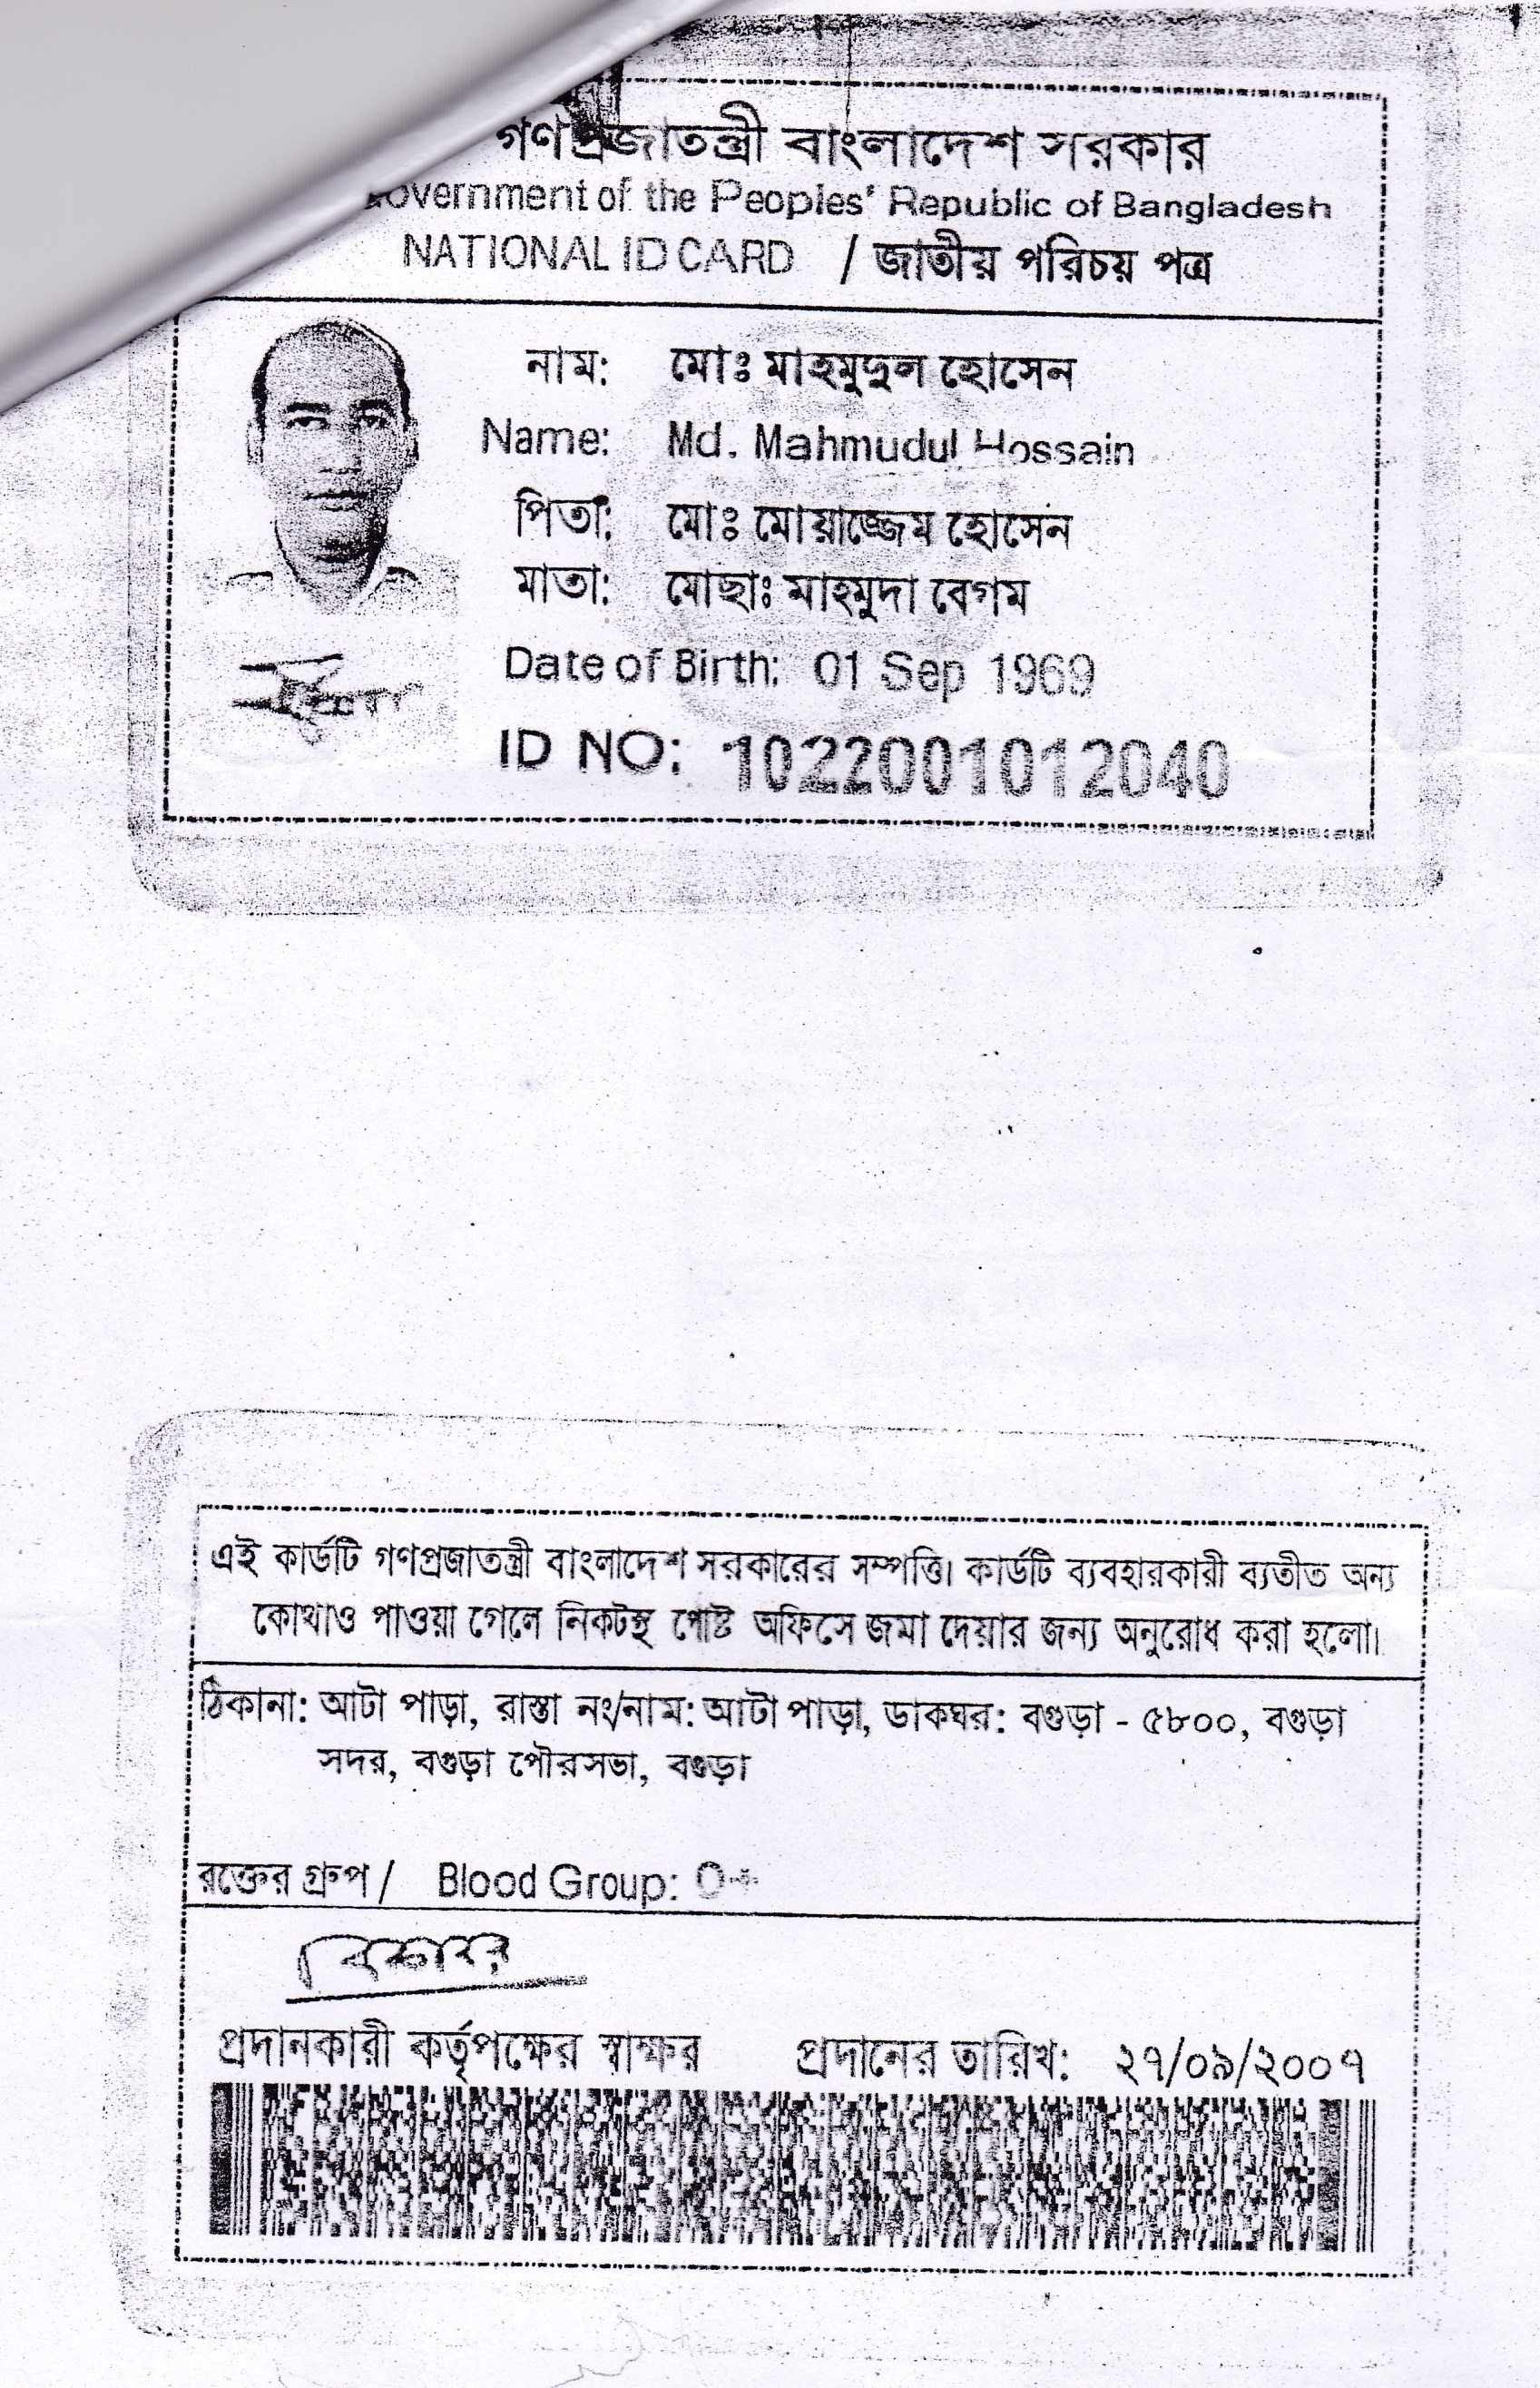 গণপ্রজাতন্ত্রী বাংলাদেশ সরকার
Government of the Peoples' Republic of Bangladesh
NATIONAL ID CARD / জাতীয় পরিচয় পত্র
নাম: মোঃ মাহমুদুল হোসেন
Name: Md. Mahmudul Hossain
পিতা: মোঃ মোয়াজ্জেম হোসেন
মাতা: মোছাঃ মাহমুদা বেগম
Date of Birth: 01 Sep 1969
ID NO: 1022001012040
এই কার্ডটি গণপ্রজাতন্ত্রী বাংলাদেশ সরকারের সম্পত্তি। কার্ডটি ব্যবহারকারী ব্যতীত অন্য
কোথাও পাওয়া গেলে নিকটস্থ পোষ্ট অফিসে জমা দেয়ার জন্য অনুরোধ করা হলো।
ঠিকানা: আটা পাড়া, রাস্তা নং/নাম: আটা পাড়া, ডাকঘর: বগুড়া - ৫৮০০, বগুড়া
সদর, বগুড়া পৌরসভা, বগুড়া
রক্তের গ্রুপ / Blood Group: O+
প্রদানকারী কর্তৃপক্ষের স্বাক্ষর প্রদানের তারিখ: ২৭/০৯/২০০৭